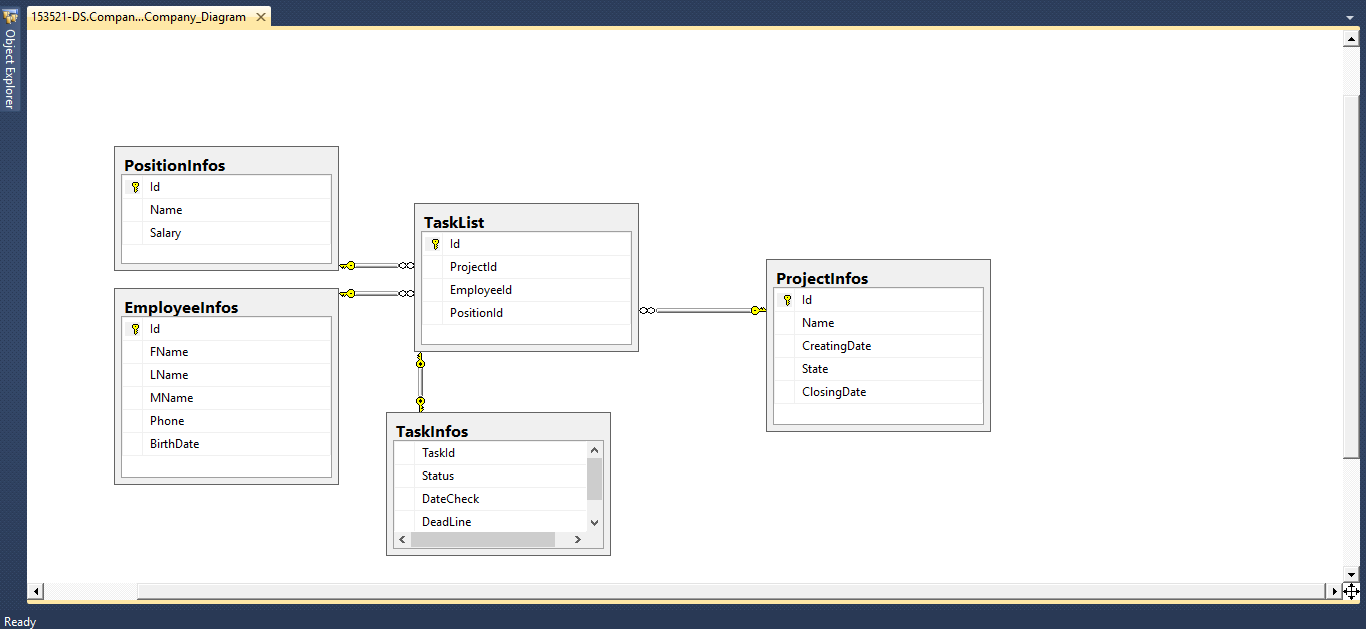 153521-DS.Compan...Company_Diagram
Object Explorer
PositionInfos
Id
Name
Salary
EmployeeInfos
Id
FName
LName
MName
Phone
BirthDate
TaskList
Id
ProjectId
EmployeeId
PositionId
TaskInfos
TaskId
Status
DateCheck
DeadLine
ProjectInfos
Id
Name
CreatingDate
State
ClosingDate
Ready